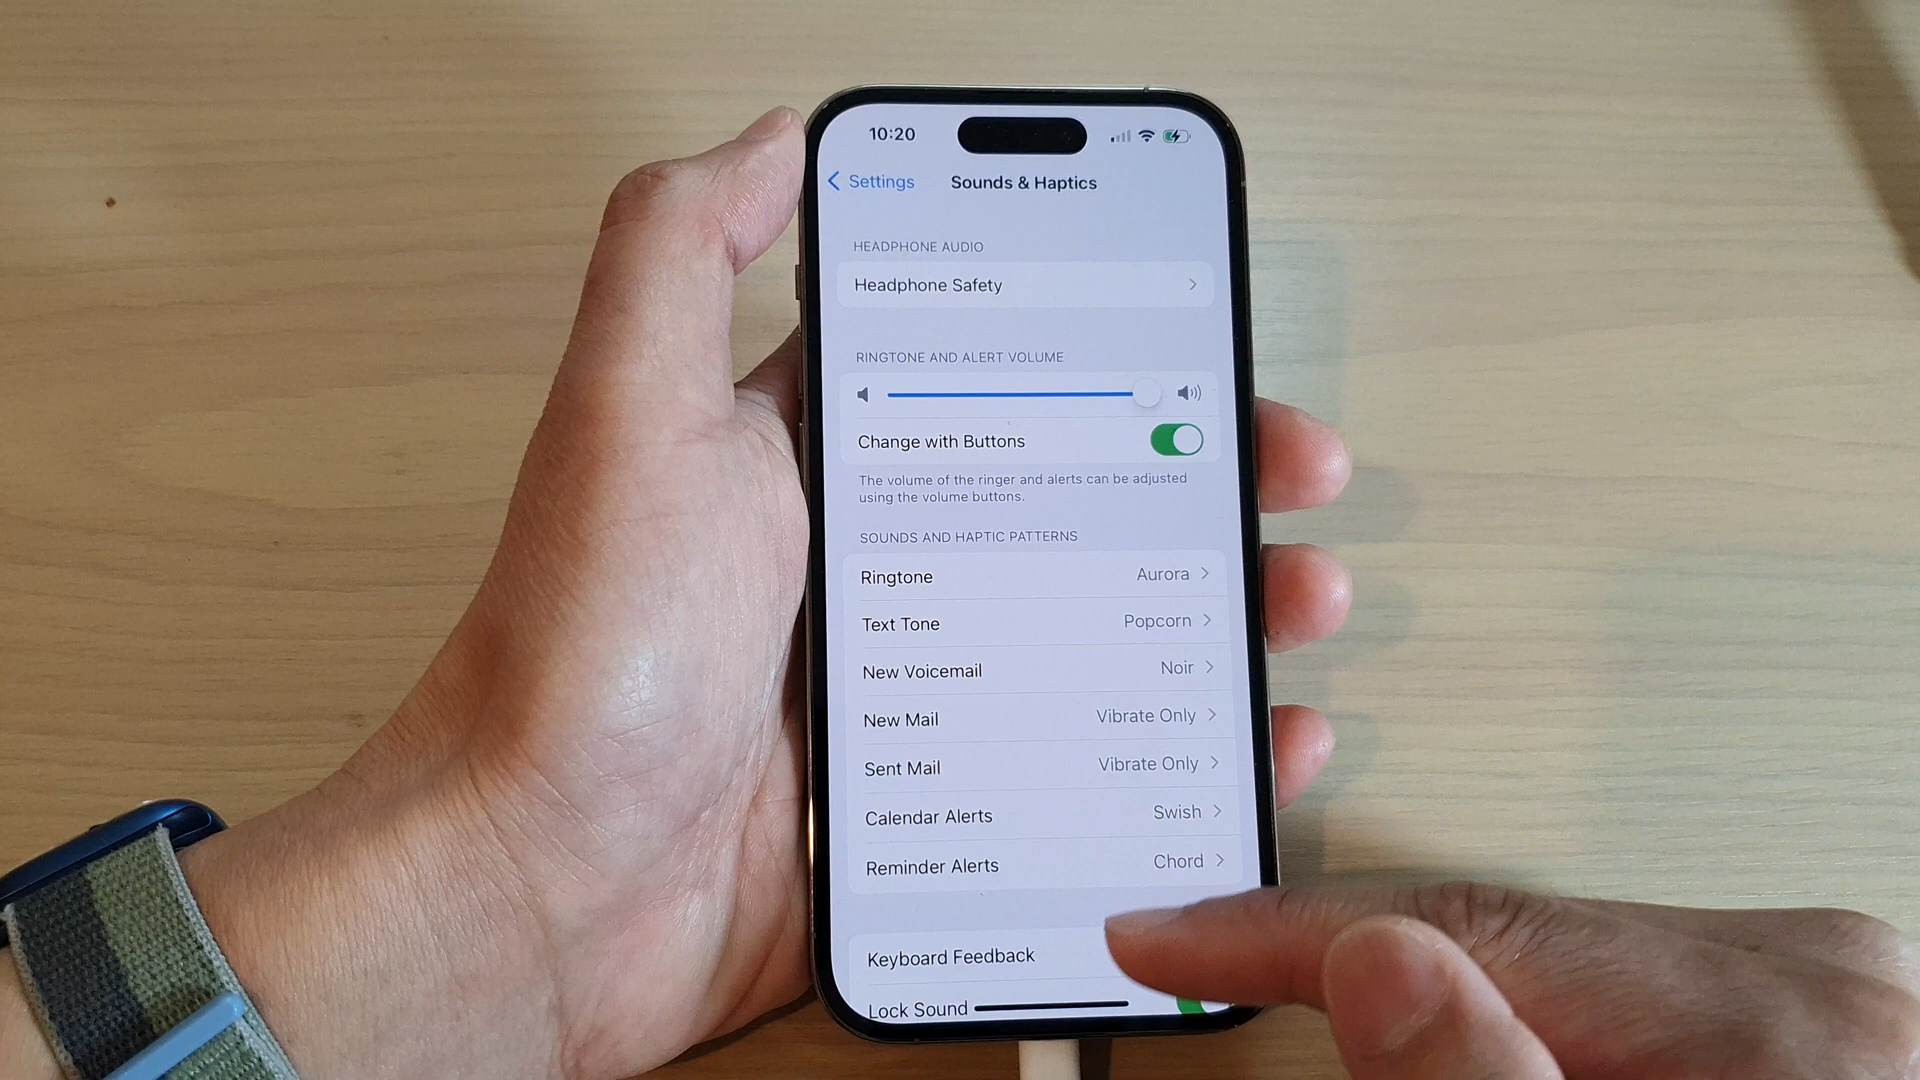 10:20
Settings
Sounds & Haptics
HEADPHONE AUDIO
Headphone Safety
RINGTONE AND ALERT VOLUME
Change with Buttons
The volume of the ringer and alerts can be adjusted
using the volume buttons.
SOUNDS AND HAPTIC PATTERNS
Ringtone Aurora
Text Tone Popcorn
New Voicemail Noir
New Mail Vibrate Only
Sent Mail Vibrate Only
Calendar Alerts Swish
Reminder Alerts Chord
Keyboard Feedback
Lock Sound